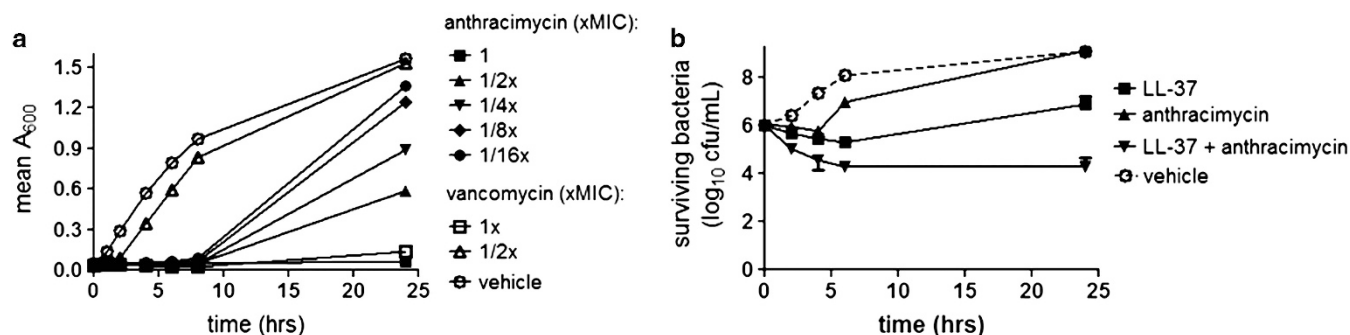 a
mean A600
1.5
1.2
0.9
0.6
0.3
0.0
0 5 10 15 20 25
time (hrs)
anthracimycin (xMIC):
1
1/2x
1/4x
1/8x
1/16x
vancomycin (xMIC):
1x
1/2x
vehicle
b
surviving bacteria
(log10 cfu/mL)
8
6
4
2
0
0 5 10 15 20 25
time (hrs)
LL-37
anthracimycin
LL-37 + anthracimycin
vehicle